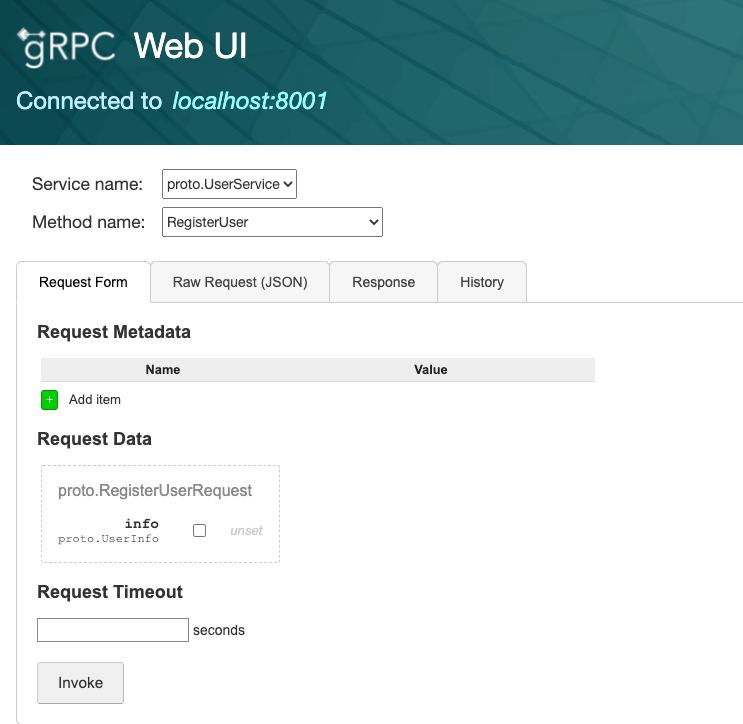 gRPC Web UI
Connected to localhost:8001
Service name: proto.UserService
Method name: RegisterUser
Request Form Raw Request (JSON) Response History
Request Metadata
Name Value
+ Add item
Request Data
proto.RegisterUserRequest
info
proto.UserInfo unset
Request Timeout
seconds
Invoke